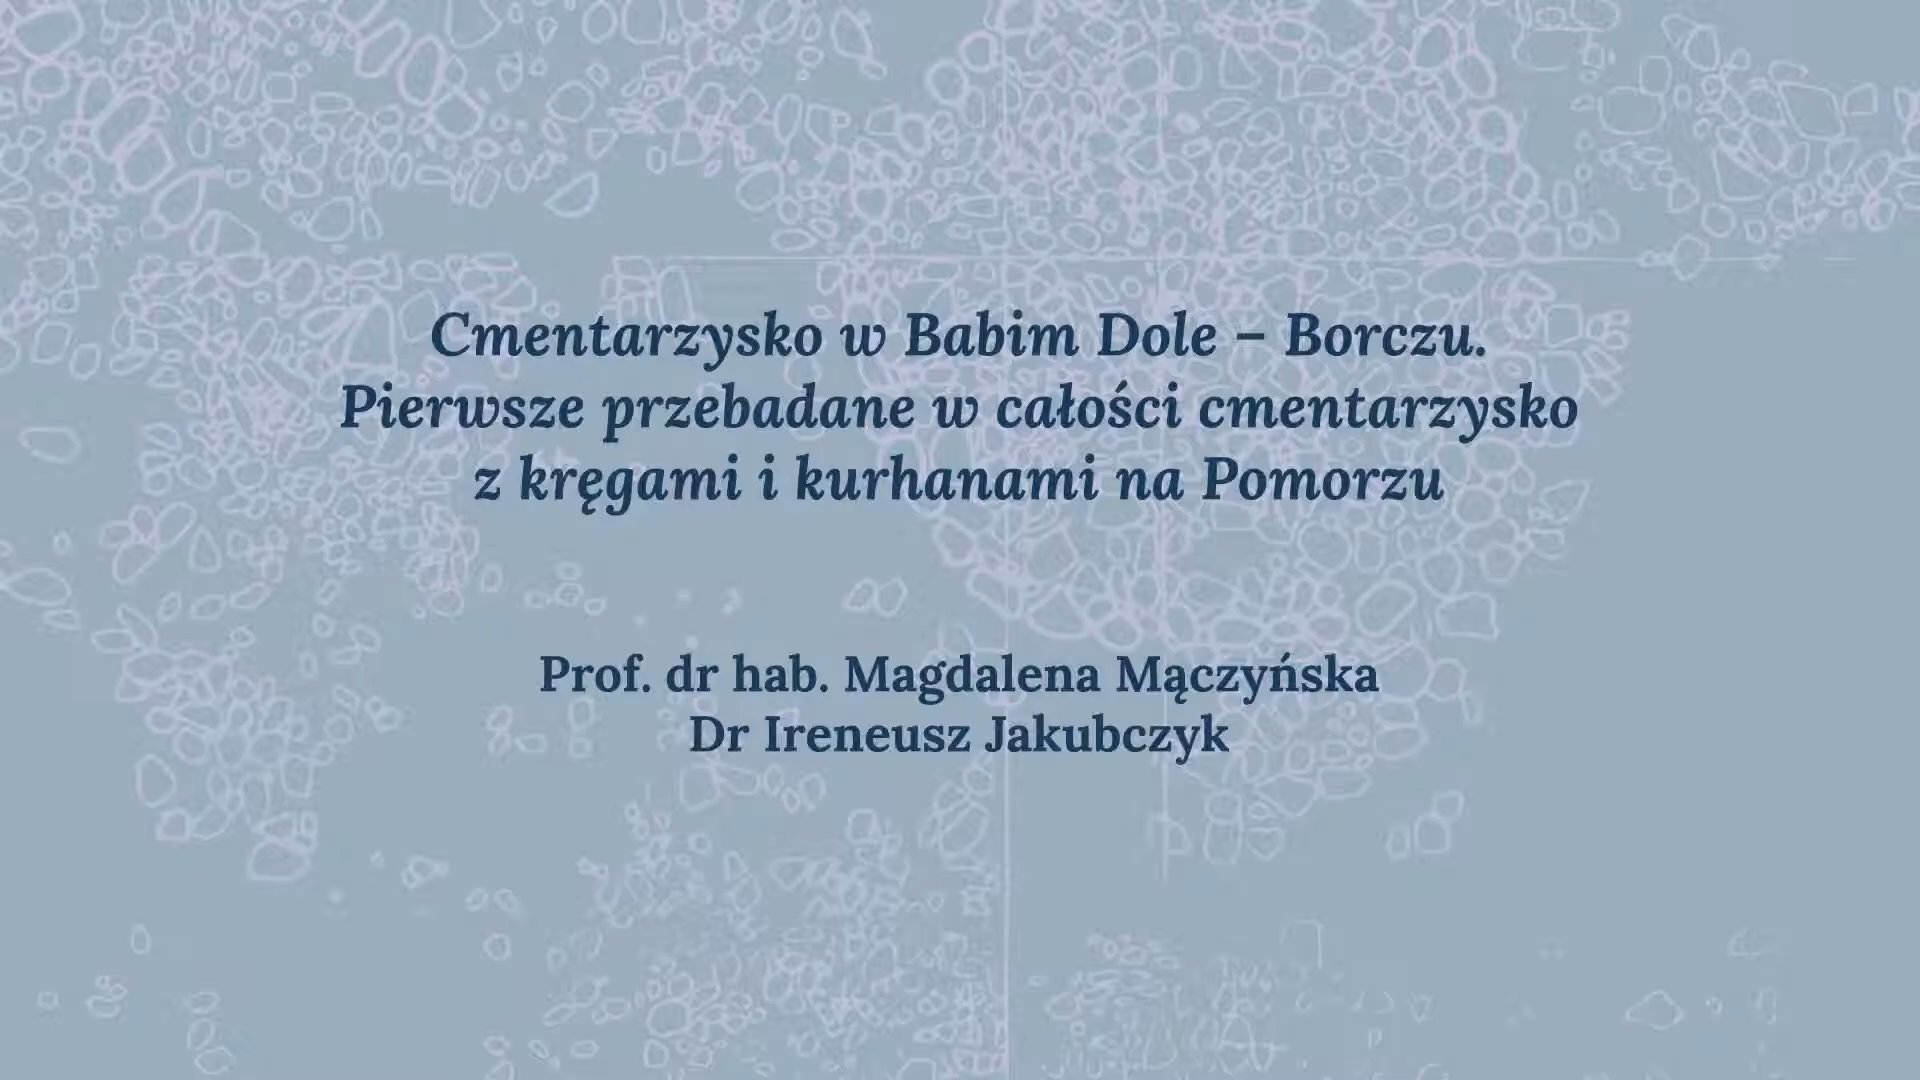 Cmentarzysko w Babim Dole – Borczu.
Pierwsze przebadane w całości cmentarzysko
z kręgami i kurhanami na Pomorzu
Prof. dr hab. Magdalena Mączyńska
Dr Ireneusz Jakubczyk